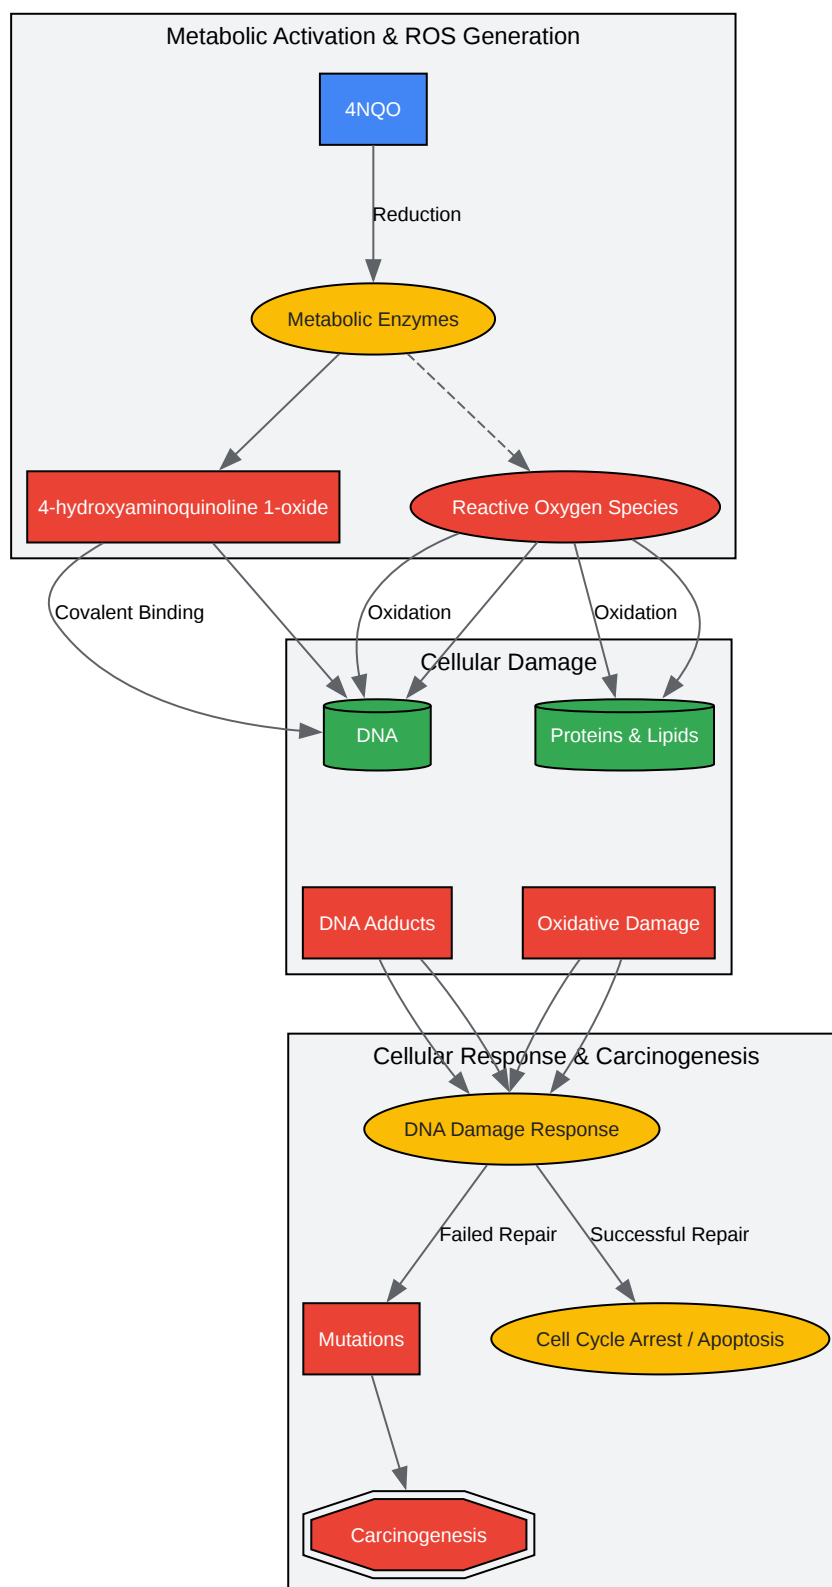 Metabolic Activation & ROS Generation
4NQO
Reduction
Metabolic Enzymes
4-hydroxyaminoquinoline 1-oxide
Reactive Oxygen Species
Covalent Binding
Oxidation
Oxidation
Cellular Damage
DNA
Proteins & Lipids
DNA Adducts
Oxidative Damage
Cellular Response & Carcinogenesis
DNA Damage Response
Failed Repair
Successful Repair
Mutations
Cell Cycle Arrest / Apoptosis
Carcinogenesis